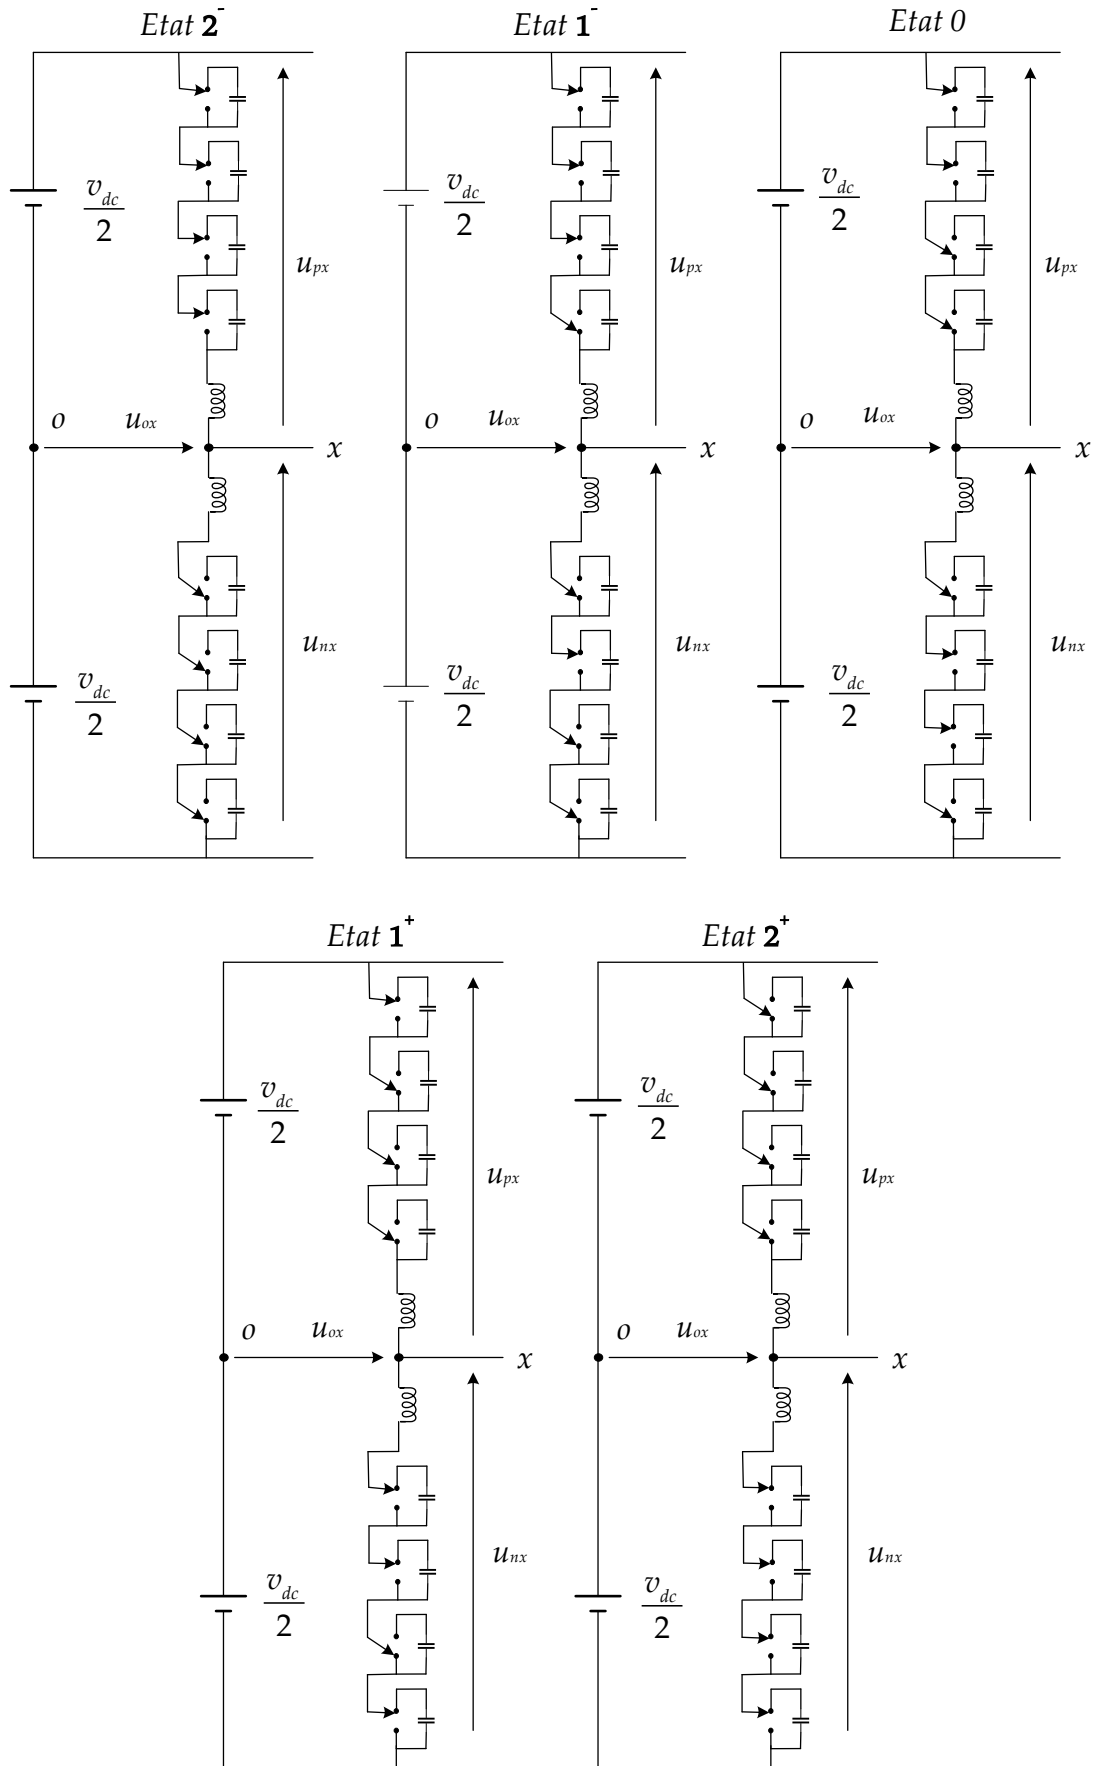 Etat 2-
Etat 1-
Etat 0
v_dc/2
u_px
o
u_ox
x
u_nx
v_dc/2
v_dc/2
u_px
o
u_ox
x
u_nx
v_dc/2
v_dc/2
u_px
o
u_ox
x
u_nx
v_dc/2
Etat 1+
Etat 2+
v_dc/2
u_px
o
u_ox
x
u_nx
v_dc/2
v_dc/2
u_px
o
u_ox
x
u_nx
v_dc/2